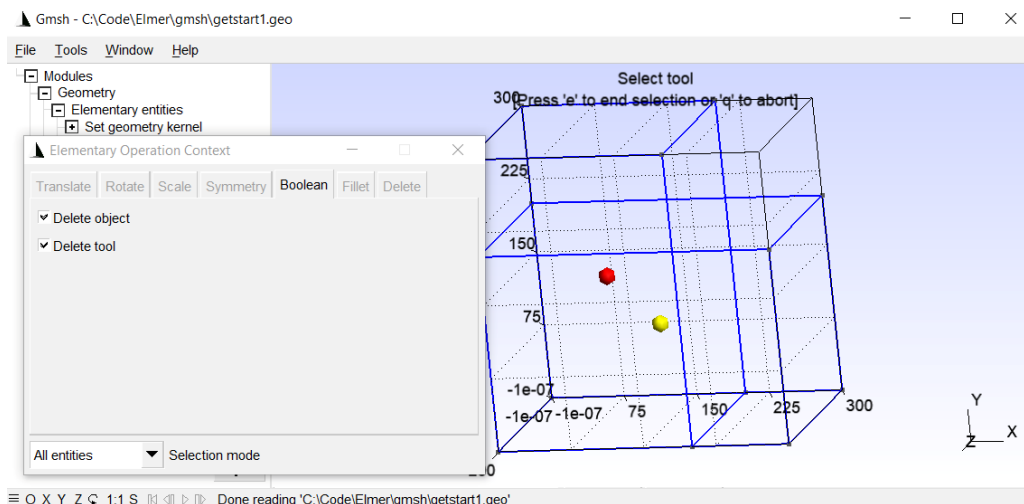 Gmsh - C:\Code\Elmer\gmsh\getstart1.geo
File Tools Window Help
Modules
Geometry
Elementary entities
Set geometry kernel
Elementary Operation Context
Translate Rotate Scale Symmetry Boolean Fillet Delete
Delete object
Delete tool
All entities Selection mode
Select tool
[Press 'e' to end selection or 'q' to abort]
300
225
150
75
-1e-07
-1e-07 -1e-07 75 150 225 300
Y
Z X
O X Y Z 1:1 S Done reading 'C:\Code\Elmer\gmsh\getstart1.geo'